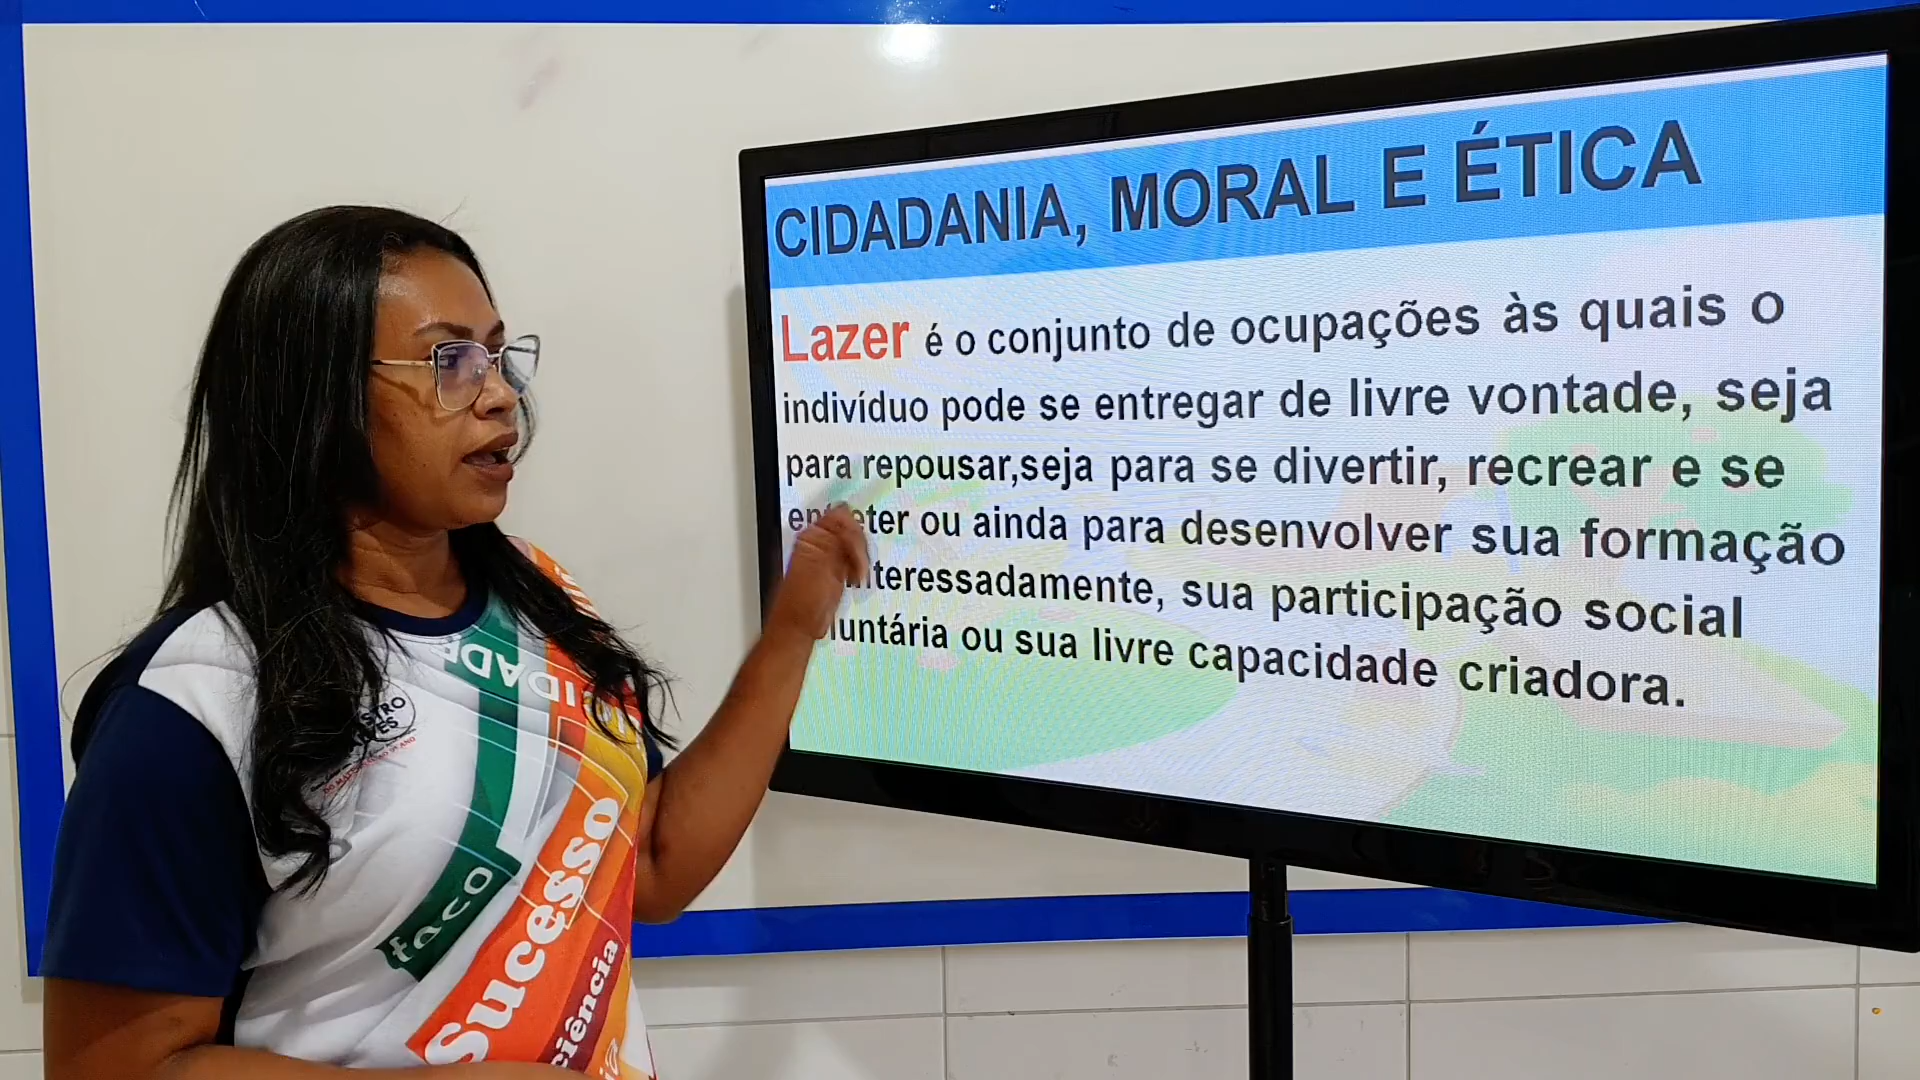 CIDADANIA, MORAL E ÉTICA
Lazer é o conjunto de ocupações às quais o
indivíduo pode se entregar de livre vontade, seja
para repousar,seja para se divertir, recrear e se
ou ainda para desenvolver sua formação
sua participação social
ou sua livre capacidade criadora.
foco
Sucesso
ciência